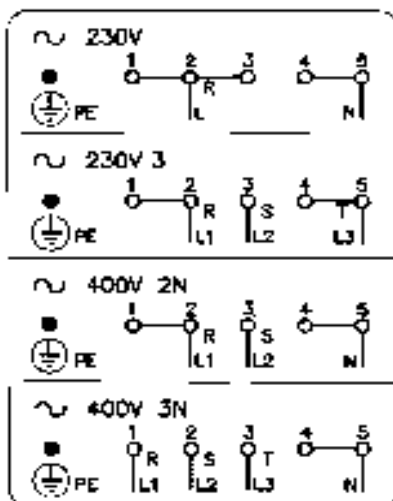 ∿ 230V
1 2 3 4 5
R
PE L N
∿ 230V 3
1 2 3 4 5
R S T
PE L1 L2 L3
∿ 400V 2N
1 2 3 4 5
R S
PE L1 L2 N
∿ 400V 3N
1 2 3 4 5
R S T
PE L1 L2 L3 N